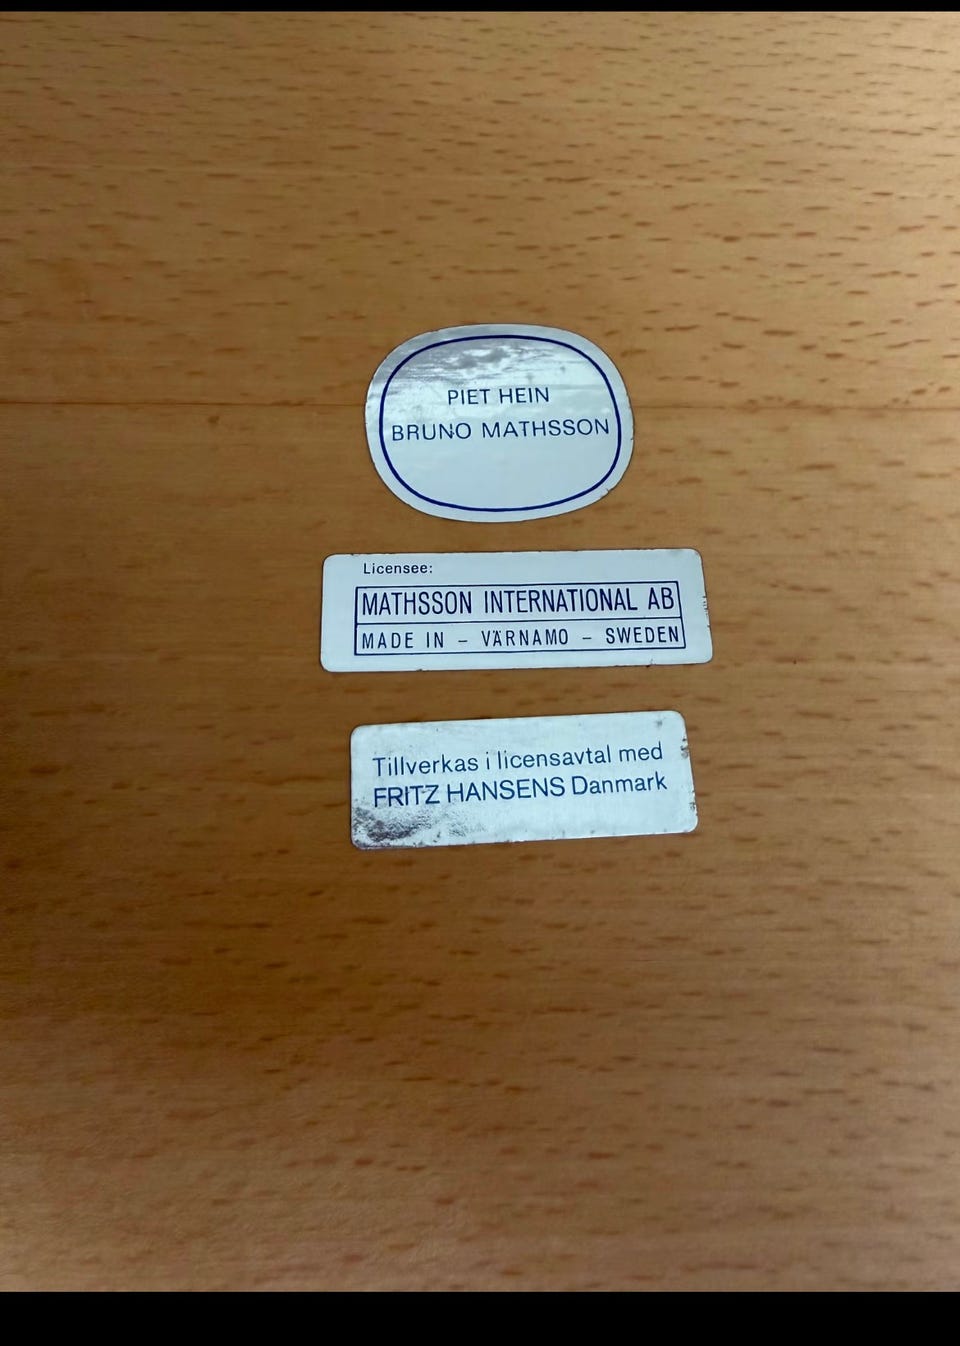 PIET HEIN
BRUNO MATHSSON
Licensee:
MATHSSON INTERNATIONAL AB
MADE IN – VÄRNAMO – SWEDEN
Tillverkas i licensavtal med
FRITZ HANSENS Danmark